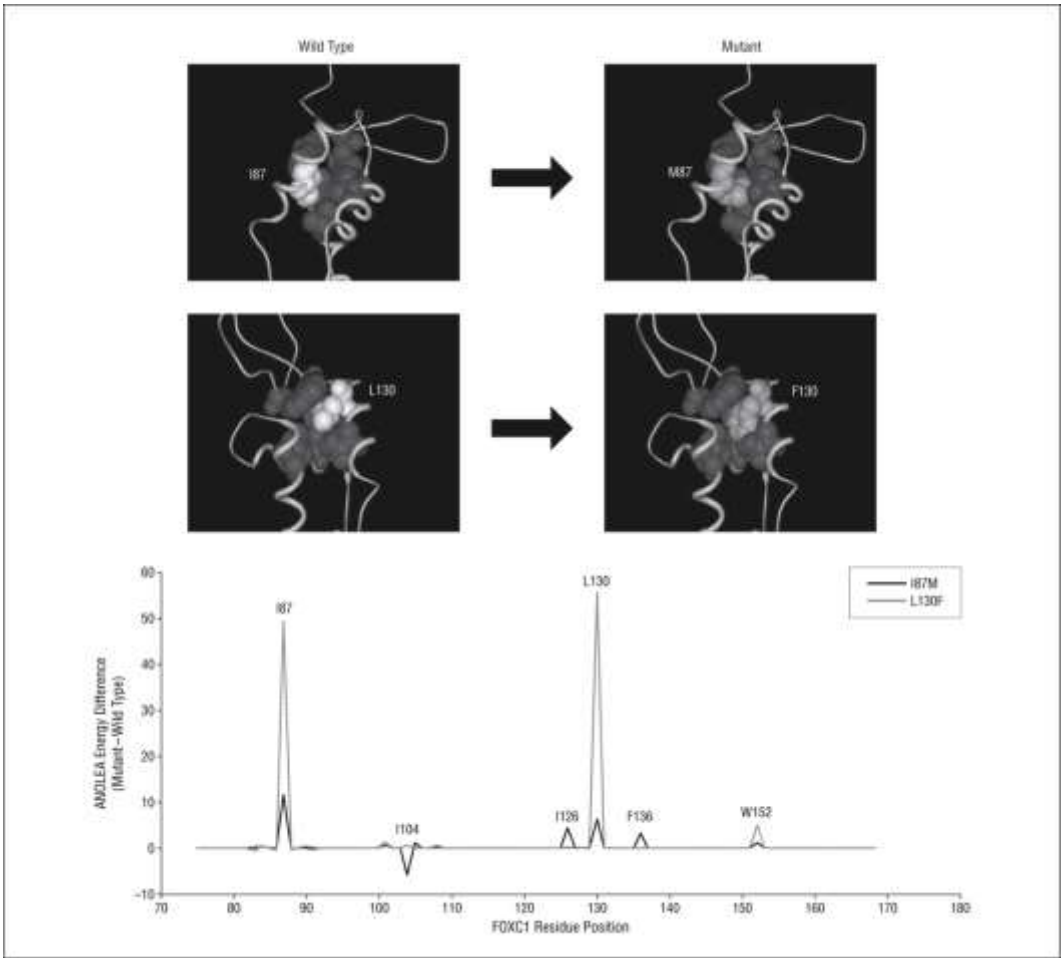 Wild Type
Mutant
I87
M87
L130
F130
60
50
40
30
20
10
0
−10
ANOLEA Energy Difference
(Mutant–Wild Type)
I87
I104
I126
L130
F136
W152
I87M
L130F
70
80
90
100
110
120
130
140
150
160
170
180
FOXC1 Residue Position